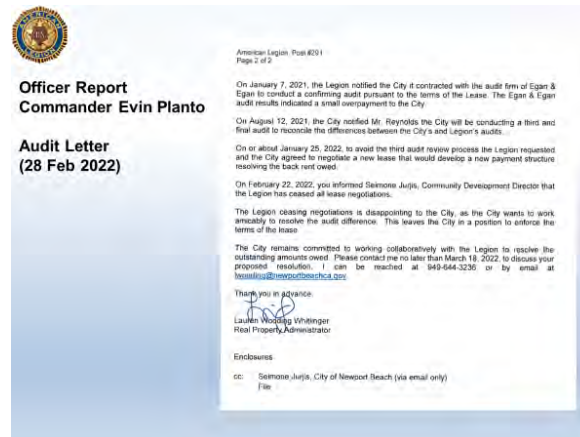 AMERICAN
LEGION
Officer Report
Commander Evin Planto
Audit Letter
(28 Feb 2022)
American Legion, Post #291
Page 2 of 2
On January 7, 2021, the Legion notified the City it contracted with the audit firm of Egan &
Egan to conduct a confirming audit pursuant to the terms of the Lease. The Egan & Egan
audit results indicated a small overpayment to the City.
On August 12, 2021, the City notified Mr. Reynolds the City will be conducting a third and
final audit to reconcile the differences between the City's and Legion's audits.
On or about January 25, 2022, to avoid the third audit review process the Legion requested
and the City agreed to negotiate a new lease that would develop a new payment structure
resolving the back rent owed.
On February 22, 2022, you informed Seimone Jurjis, Community Development Director that
the Legion has ceased all lease negotiations.
The Legion ceasing negotiations is disappointing to the City, as the City wants to work
amicably to resolve the audit difference. This leaves the City in a position to enforce the
terms of the lease.
The City remains committed to working collaboratively with the Legion to resolve the
outstanding amounts owed. Please contact me no later than March 18, 2022, to discuss your
proposed resolution. I can be reached at 949-644-3236 or by email at
Thank you in advance.
Lauren Wooding Whitlinger
Real Property Administrator
Enclosures
cc: Seimone Jurjis, City of Newport Beach (via email only)
File